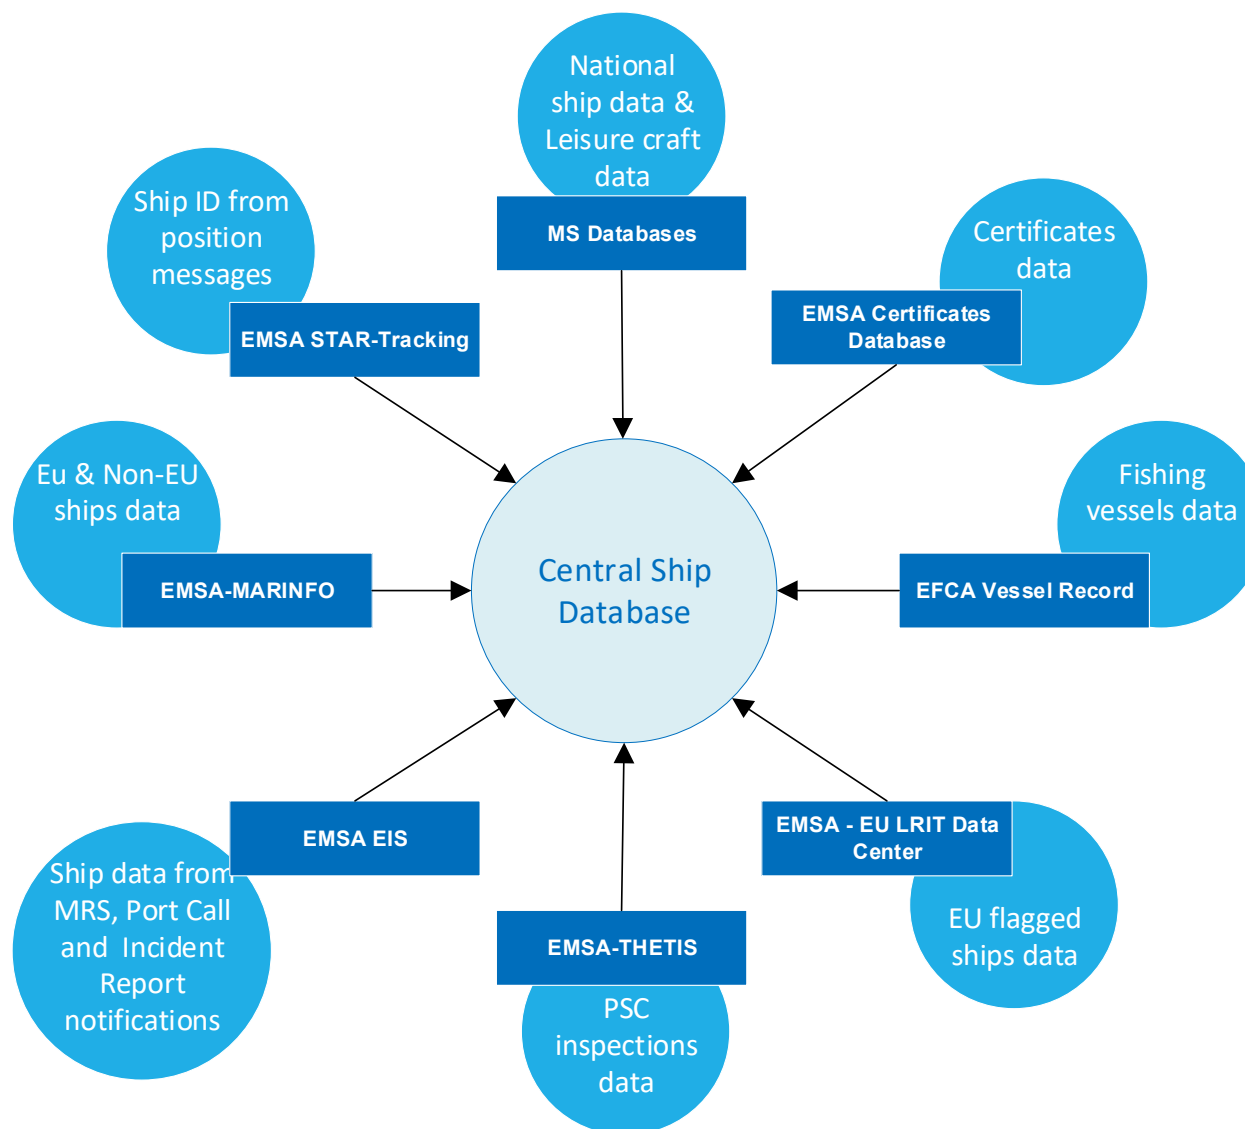 National
ship data &
Leisure craft
data
MS Databases
Ship ID from
position
messages
EMSA STAR-Tracking
Certificates
data
EMSA Certificates
Database
Eu & Non-EU
ships data
EMSA-MARINFO
Fishing
vessels data
EFCA Vessel Record
Central Ship
Database
EMSA EIS
Ship data from
MRS, Port Call
and Incident
Report
notifications
EMSA - EU LRIT Data
Center
EU flagged
ships data
EMSA-THETIS
PSC
inspections
data